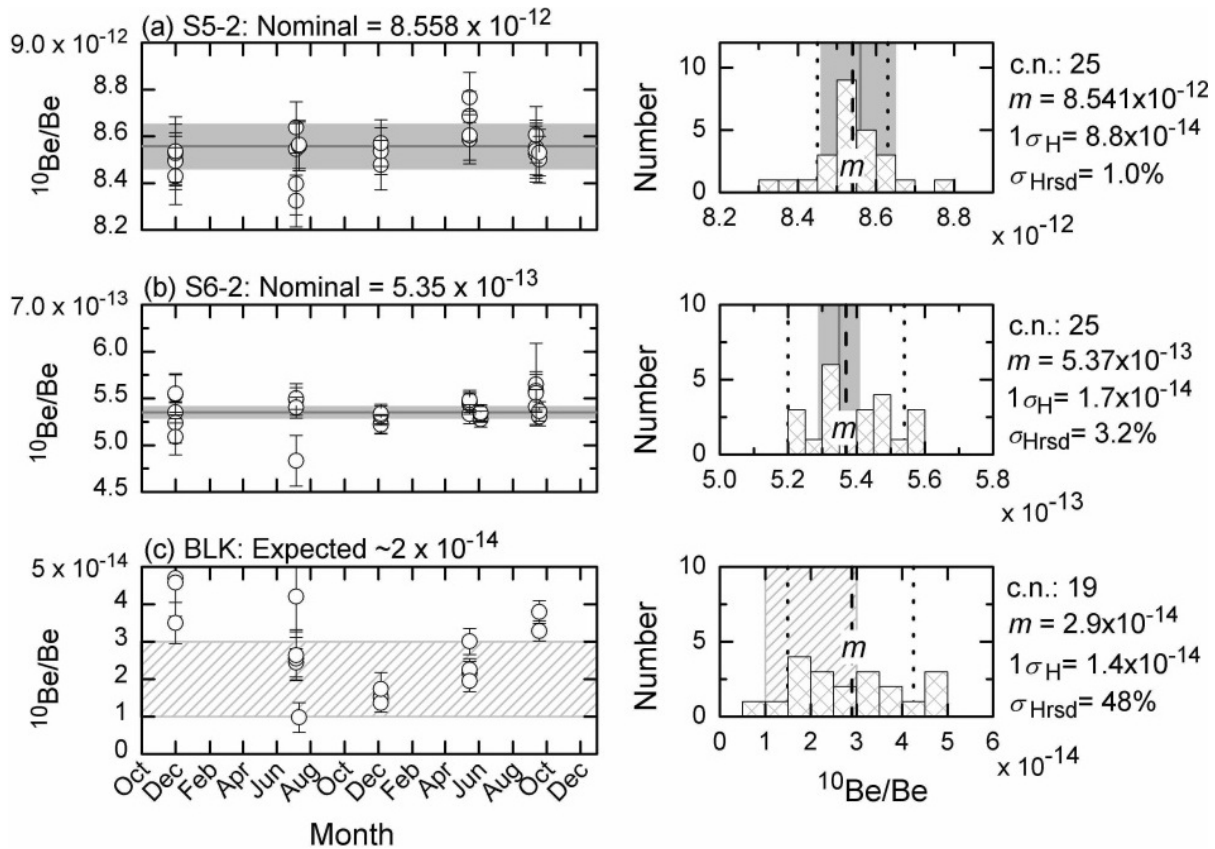 (a) S5-2: Nominal = 8.558 x 10⁻¹²
9.0 x 10⁻¹²
8.8
8.6
8.4
8.2
¹⁰Be/Be
10
5
0
Number
m
8.2 8.4 8.6 8.8
x 10⁻¹²
c.n.: 25
m = 8.541x10⁻¹²
1σH= 8.8x10⁻¹⁴
σHrsd= 1.0%
(b) S6-2: Nominal = 5.35 x 10⁻¹³
7.0 x 10⁻¹³
6.0
5.5
5.0
4.5
¹⁰Be/Be
10
5
0
Number
m
5.0 5.2 5.4 5.6 5.8
x 10⁻¹³
c.n.: 25
m = 5.37x10⁻¹³
1σH= 1.7x10⁻¹⁴
σHrsd= 3.2%
(c) BLK: Expected ~2 x 10⁻¹⁴
5 x 10⁻¹⁴
4
3
2
1
0
¹⁰Be/Be
Oct Dec Feb Apr Jun Aug Oct Dec Feb Apr Jun Aug Oct Dec
Month
10
5
0
Number
m
0 1 2 3 4 5 6
x 10⁻¹⁴
¹⁰Be/Be
c.n.: 19
m = 2.9x10⁻¹⁴
1σH= 1.4x10⁻¹⁴
σHrsd= 48%